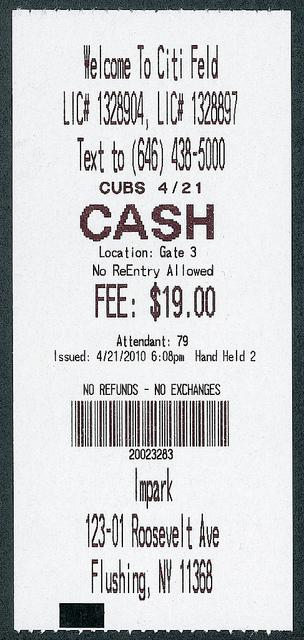 Welcome To Citi Feld
LIC# 1328904, LIC# 1328897
Text to (646) 438-5000
CUBS 4/21
CASH
Location: Gate 3
No ReEntry Allowed
FEE: $19.00
Attendant: 79
Issued: 4/21/2010 6:08pm Hand Held 2
NO REFUNDS - NO EXCHANGES
20023283
Impark
123-01 Roosevelt Ave
Flushing, NY 11368